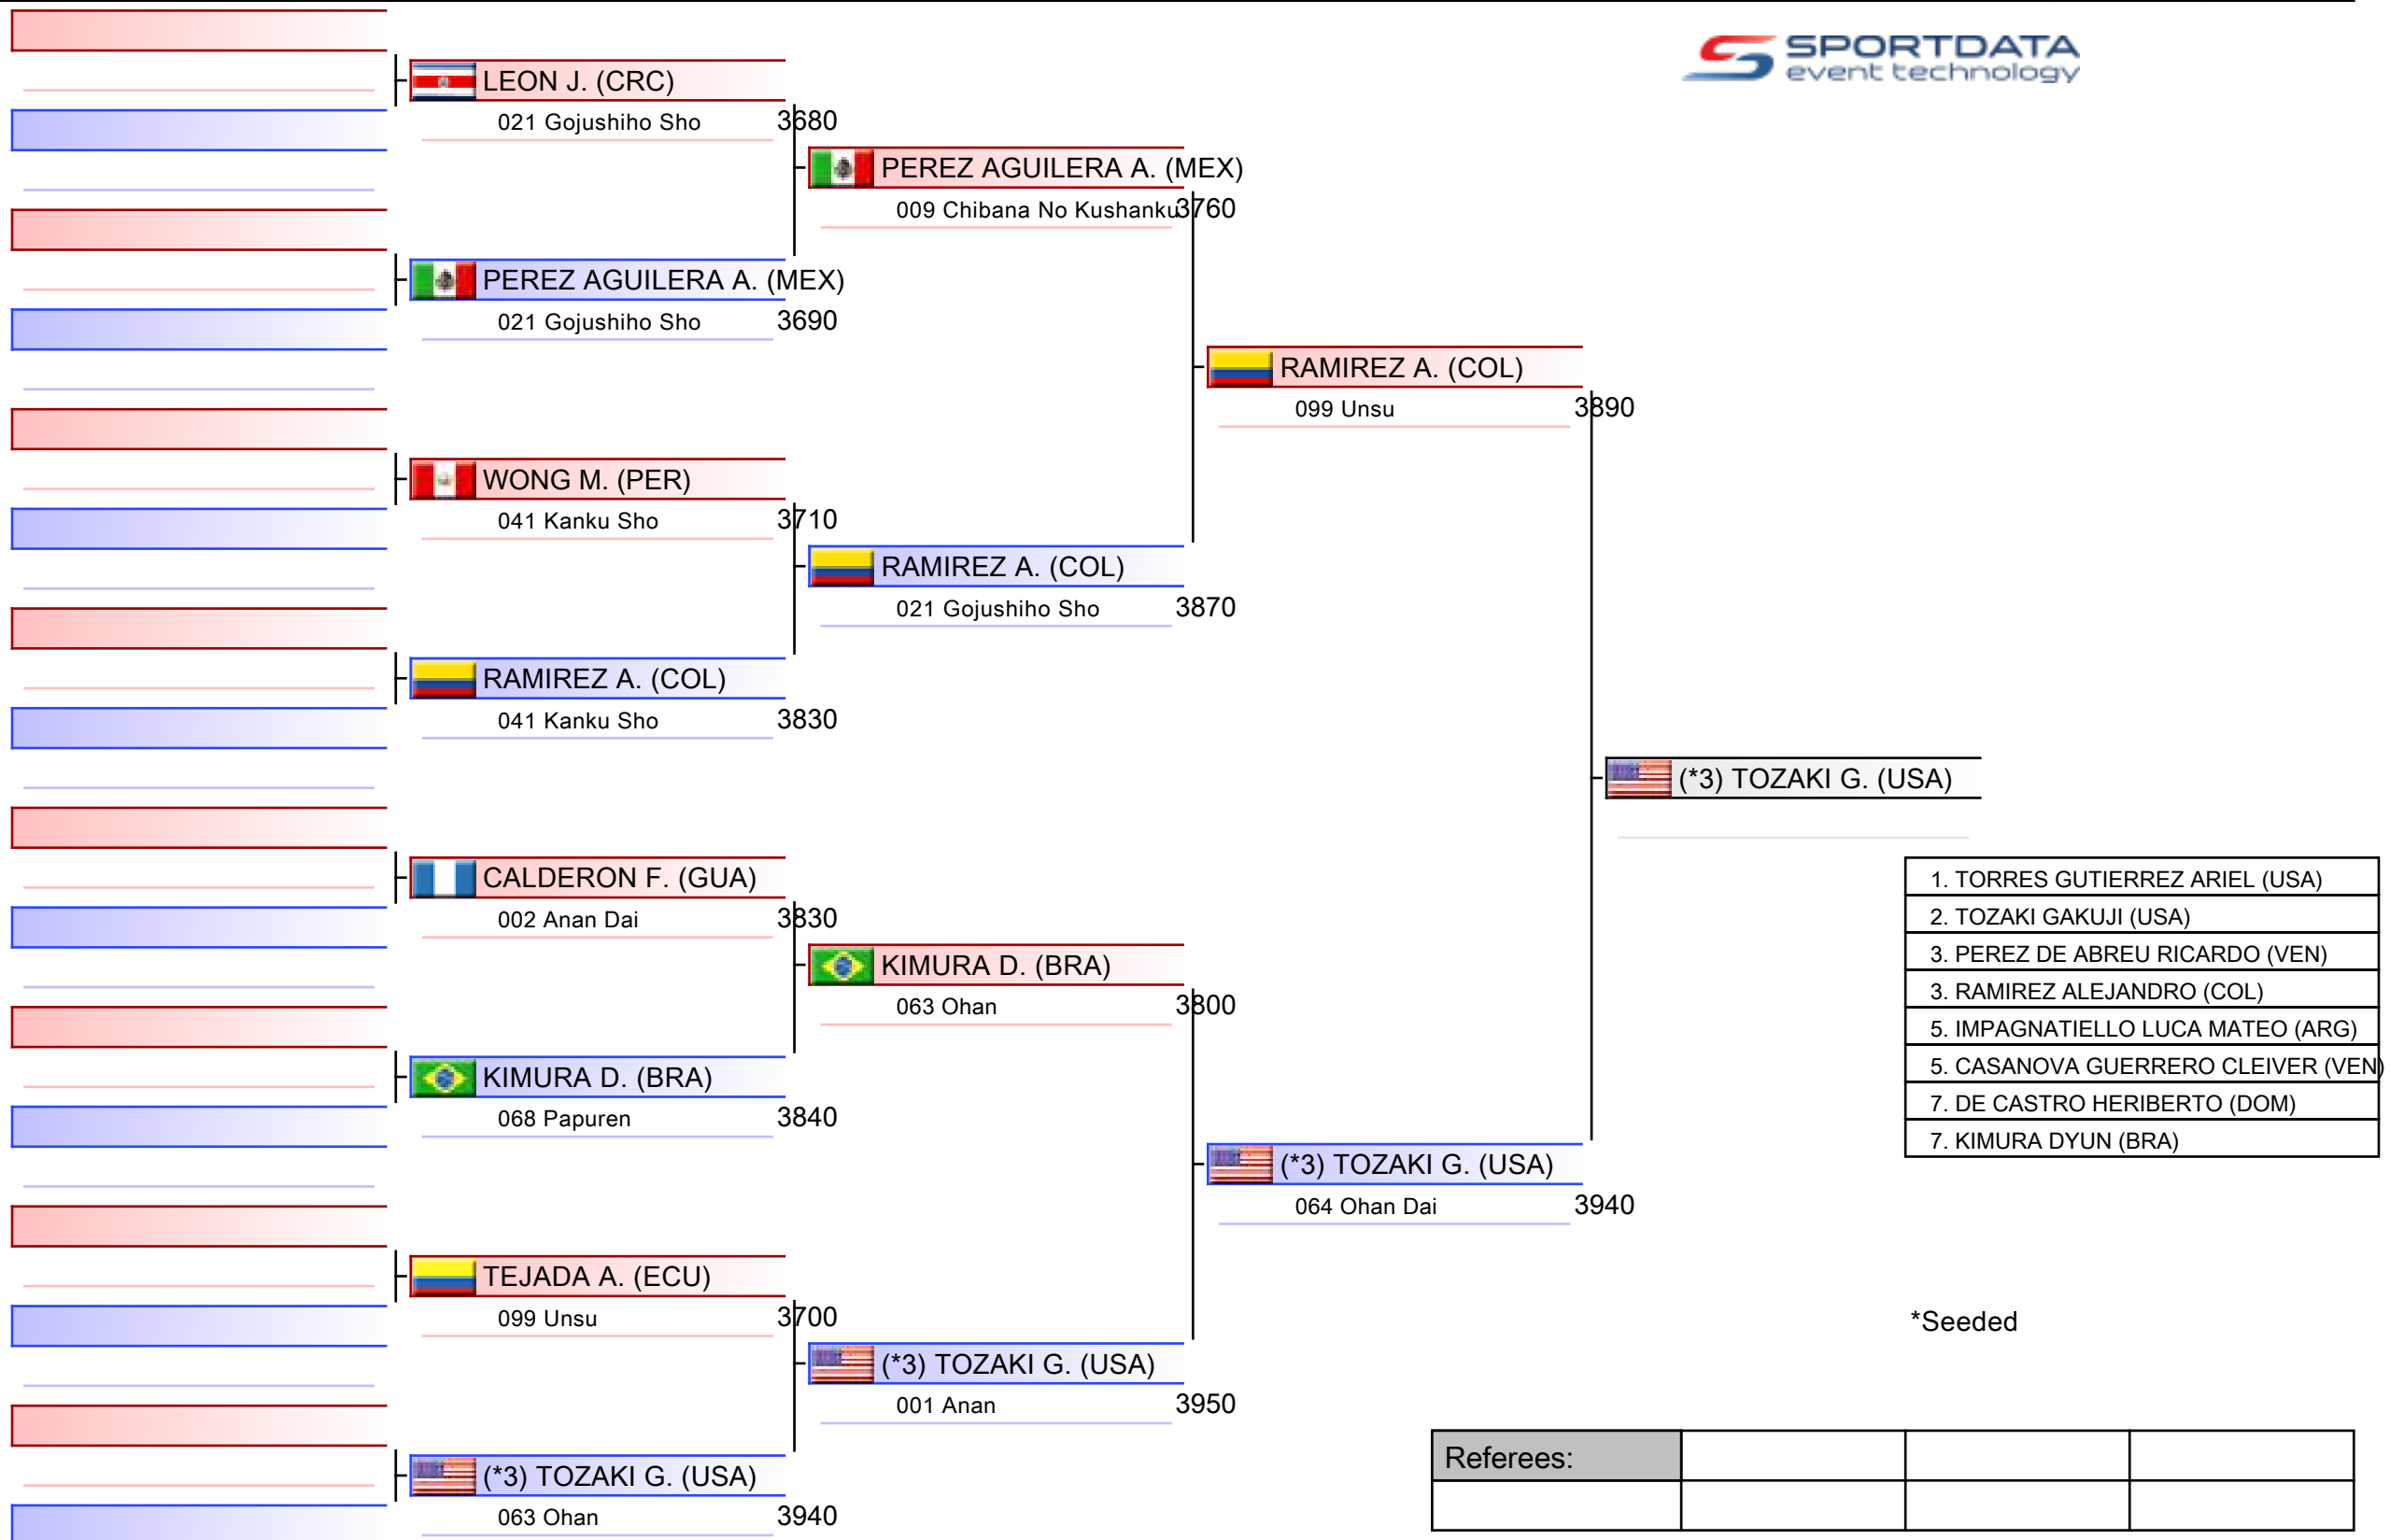 SPORTDATA
event technology
LEON J. (CRC)
021 Gojushiho Sho 3680
PEREZ AGUILERA A. (MEX)
009 Chibana No Kushanku 3760
PEREZ AGUILERA A. (MEX)
021 Gojushiho Sho 3690
RAMIREZ A. (COL)
099 Unsu 3890
WONG M. (PER)
041 Kanku Sho 3710
RAMIREZ A. (COL)
021 Gojushiho Sho 3870
RAMIREZ A. (COL)
041 Kanku Sho 3830
(*3) TOZAKI G. (USA)
CALDERON F. (GUA)
002 Anan Dai 3830
KIMURA D. (BRA)
063 Ohan 3800
KIMURA D. (BRA)
068 Papuren 3840
(*3) TOZAKI G. (USA)
064 Ohan Dai 3940
TEJADA A. (ECU)
099 Unsu 3700
(*3) TOZAKI G. (USA)
001 Anan 3950
(*3) TOZAKI G. (USA)
063 Ohan 3940
1. TORRES GUTIERREZ ARIEL (USA)
2. TOZAKI GAKUJI (USA)
3. PEREZ DE ABREU RICARDO (VEN)
3. RAMIREZ ALEJANDRO (COL)
5. IMPAGNATIELLO LUCA MATEO (ARG)
5. CASANOVA GUERRERO CLEIVER (VEN)
7. DE CASTRO HERIBERTO (DOM)
7. KIMURA DYUN (BRA)
*Seeded
Referees: